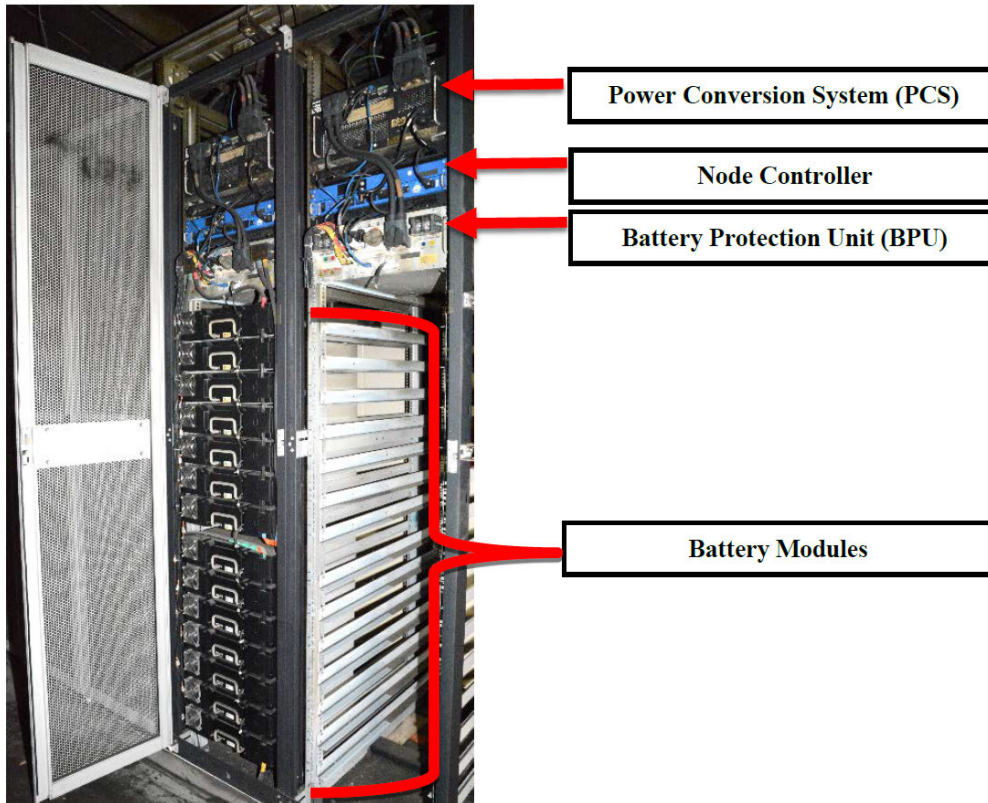 Power Conversion System (PCS)
Node Controller
Battery Protection Unit (BPU)
Battery Modules